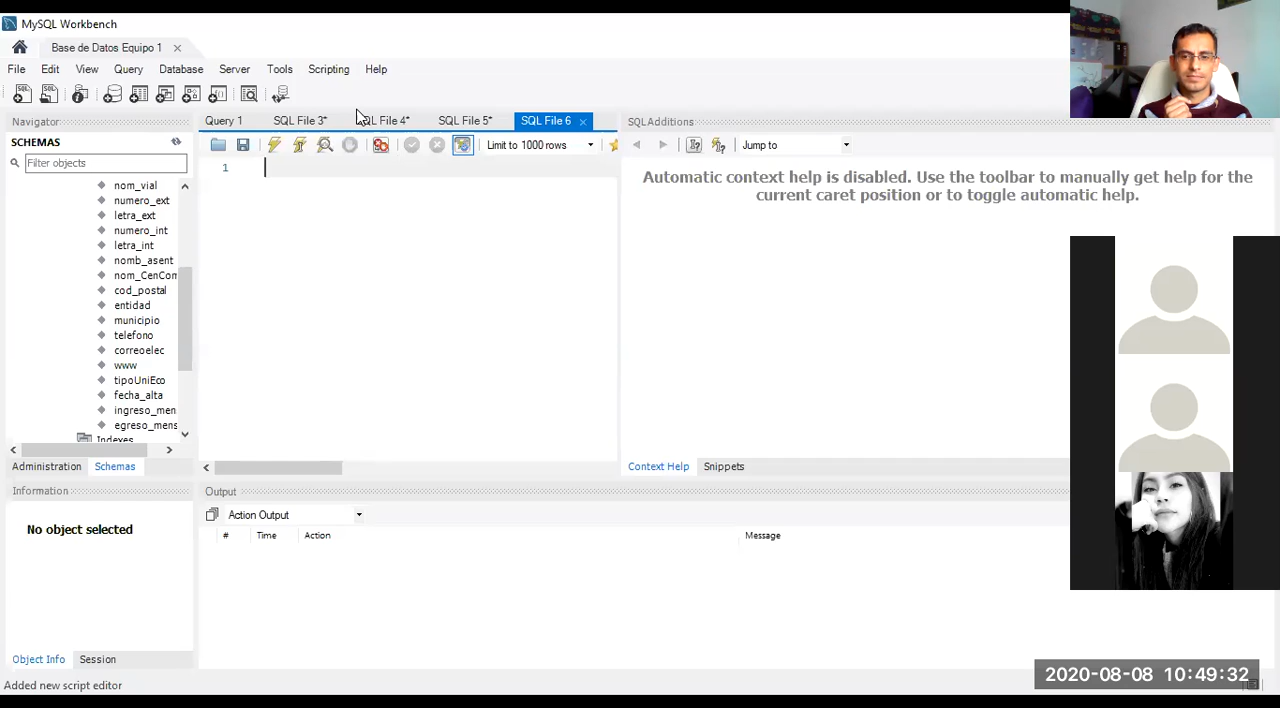 MySQL Workbench
Base de Datos Equipo 1
File Edit View Query Database Server Tools Scripting Help
Navigator
SCHEMAS
Filter objects
nom_vial
numero_ext
letra_ext
numero_int
letra_int
nomb_asent
nom_CenCom
cod_postal
entidad
municipio
telefono
correoelec
www
tipoUniEco
fecha_alta
ingreso_men
egreso_mens
Indexes
Administration Schemas
Information
No object selected
Object Info Session
Added new script editor
Query 1 SQL File 3* File 4* SQL File 5* SQL File 6
Limit to 1000 rows
1
SQLAdditions
Jump to
Automatic context help is disabled. Use the toolbar to manually get help for the
current caret position or to toggle automatic help.
Context Help Snippets
Output
Action Output
# Time Action Message
2020-08-08 10:49:32